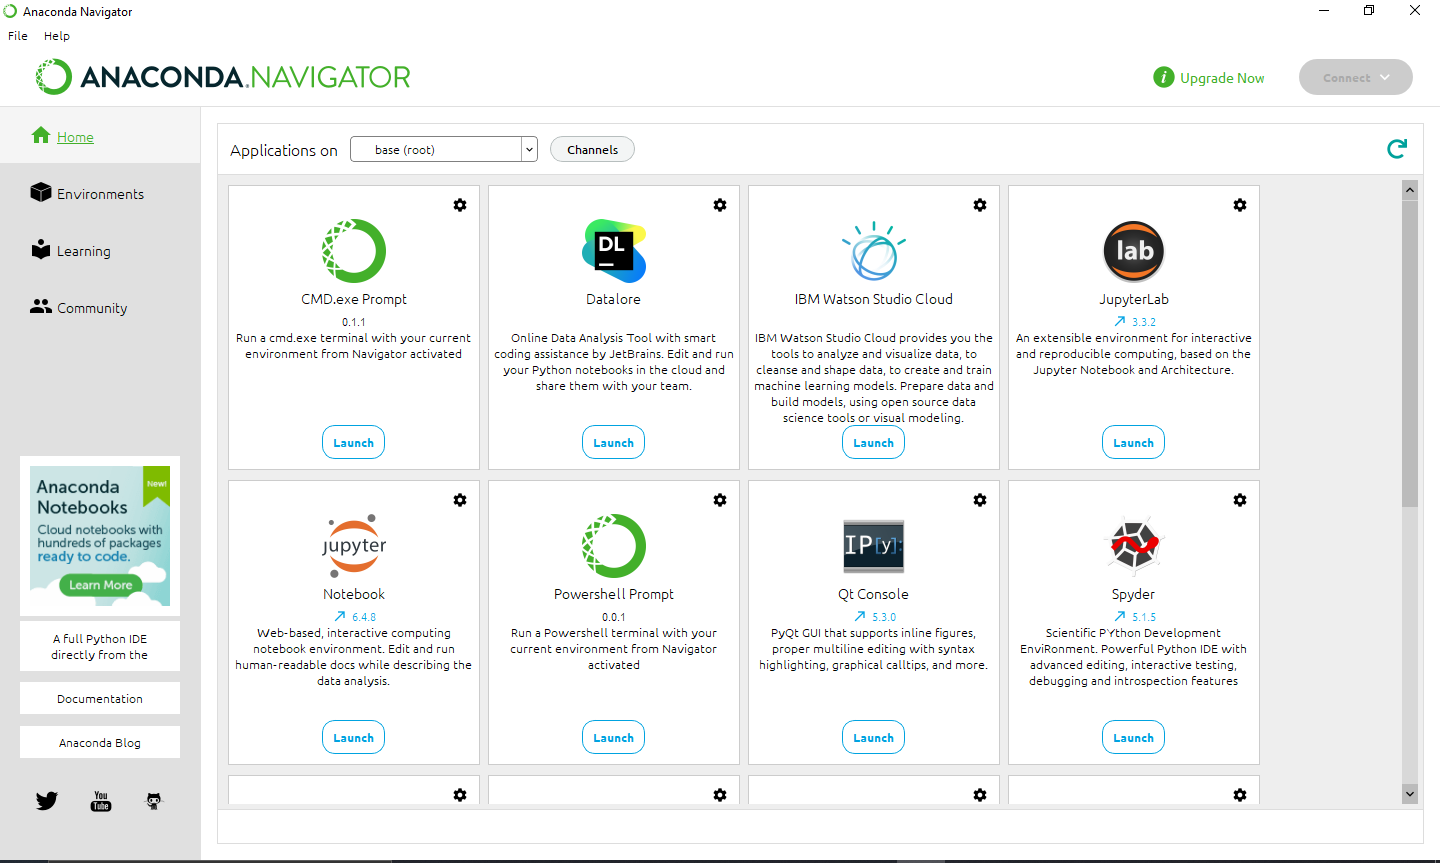 Anaconda Navigator
File Help
ANACONDA.NAVIGATOR
i Upgrade Now
Connect
Home
Environments
Learning
Community
Applications on
base (root)
Channels
CMD.exe Prompt
0.1.1
Run a cmd.exe terminal with your current
environment from Navigator activated
Launch
DL
Datalore
Online Data Analysis Tool with smart
coding assistance by JetBrains. Edit and run
your Python notebooks in the cloud and
share them with your team.
Launch
IBM Watson Studio Cloud
IBM Watson Studio Cloud provides you the
tools to analyze and visualize data, to
cleanse and shape data, to create and train
machine learning models. Prepare data and
build models, using open source data
science tools or visual modeling.
Launch
lab
JupyterLab
3.3.2
An extensible environment for interactive
and reproducible computing, based on the
Jupyter Notebook and Architecture.
Launch
jupyter
Notebook
6.4.8
Web-based, interactive computing
notebook environment. Edit and run
human-readable docs while describing the
data analysis.
Launch
Powershell Prompt
0.0.1
Run a Powershell terminal with your
current environment from Navigator
activated
Launch
IP[y]:
Qt Console
5.3.0
PyQt GUI that supports inline figures,
proper multiline editing with syntax
highlighting, graphical calltips, and more.
Launch
Spyder
5.1.5
Scientific PYthon Development
EnviRonment. Powerful Python IDE with
advanced editing, interactive testing,
debugging and introspection features
Launch
New!
Anaconda
Notebooks
Cloud notebooks with
hundreds of packages
ready to code.
Learn More
A full Python IDE
directly from the
Documentation
Anaconda Blog
You
Tube